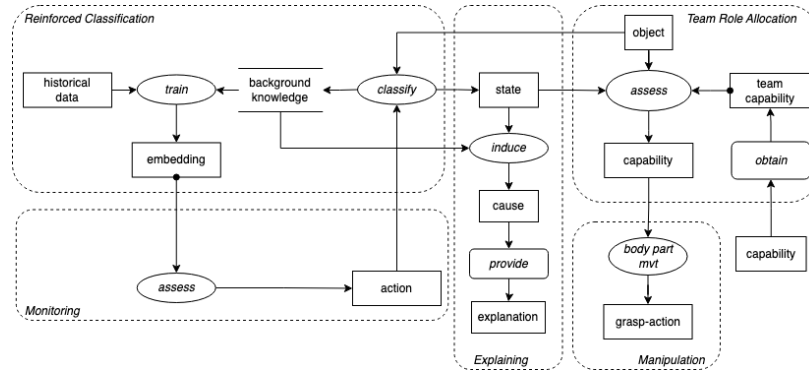 Reinforced Classification
Team Role Allocation
object
historical
data
train
background
knowledge
classify
state
assess
team
capability
embedding
induce
capability
obtain
cause
assess
action
provide
body part
mvt
capability
explanation
grasp-action
Monitoring
Explaining
Manipulation